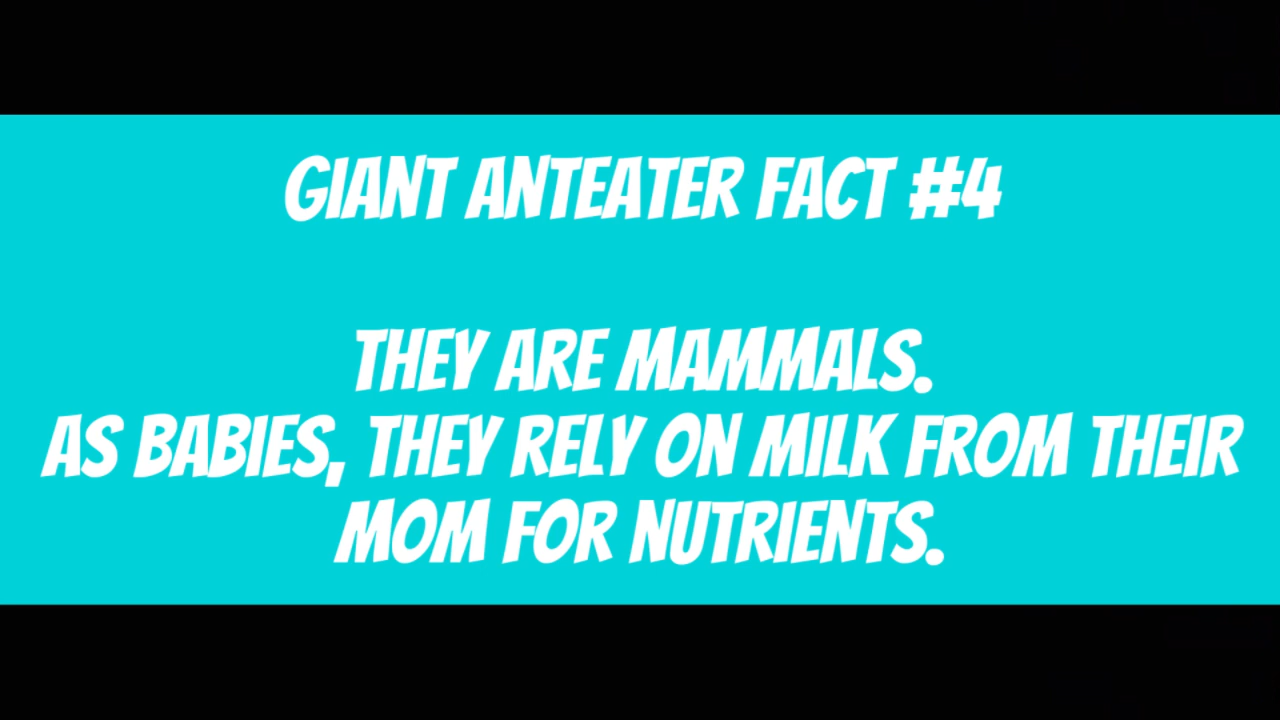 GIANT ANTEATER FACT #4
THEY ARE MAMMALS.
AS BABIES, THEY RELY ON MILK FROM THEIR
MOM FOR NUTRIENTS.